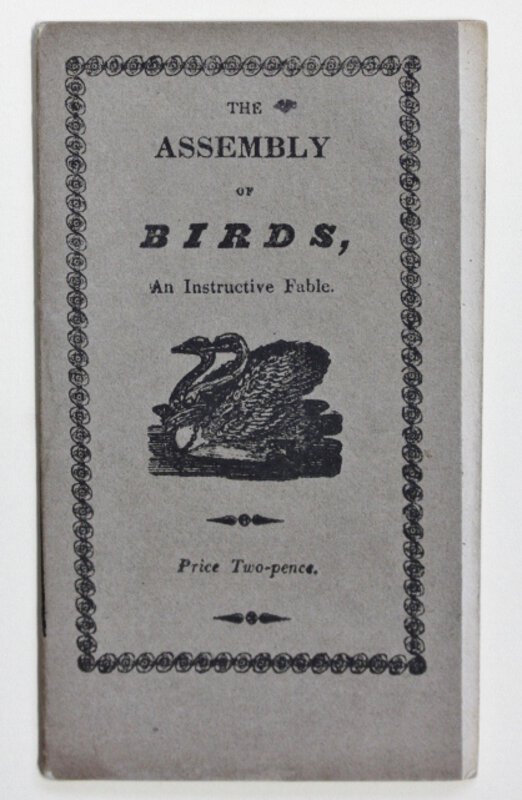 THE
ASSEMBLY
OF
BIRDS,
An Instructive Fable.
Price Two-pence.